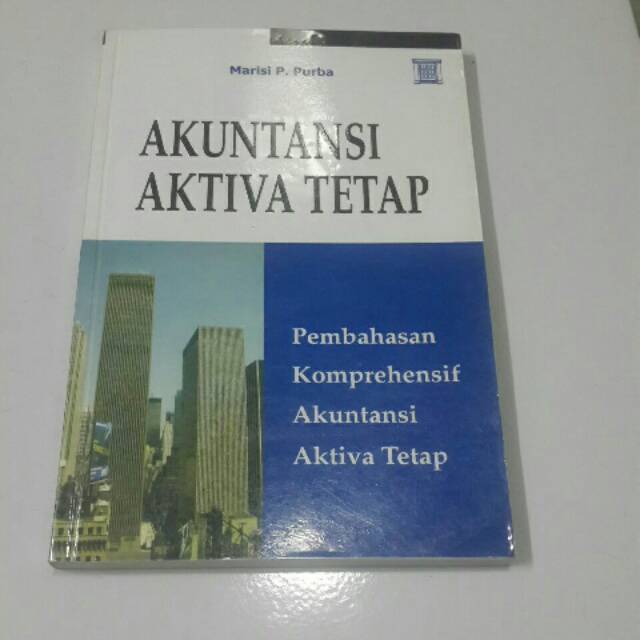 Marisi P. Purba
AKUNTANSI
AKTIVA TETAP
Pembahasan
Komprehensif
Akuntansi
Aktiva Tetap